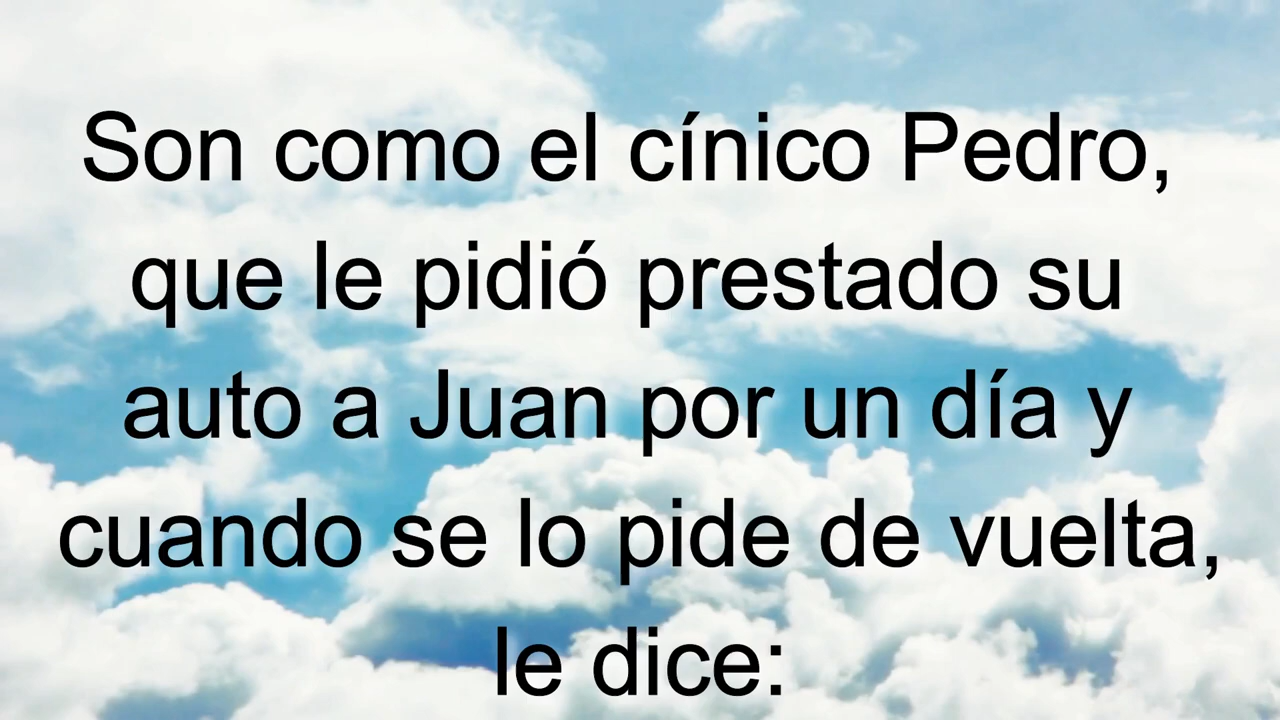 Son como el cínico Pedro,
que le pidió prestado su
auto a Juan por un día y
cuando se lo pide de vuelta,
le dice: